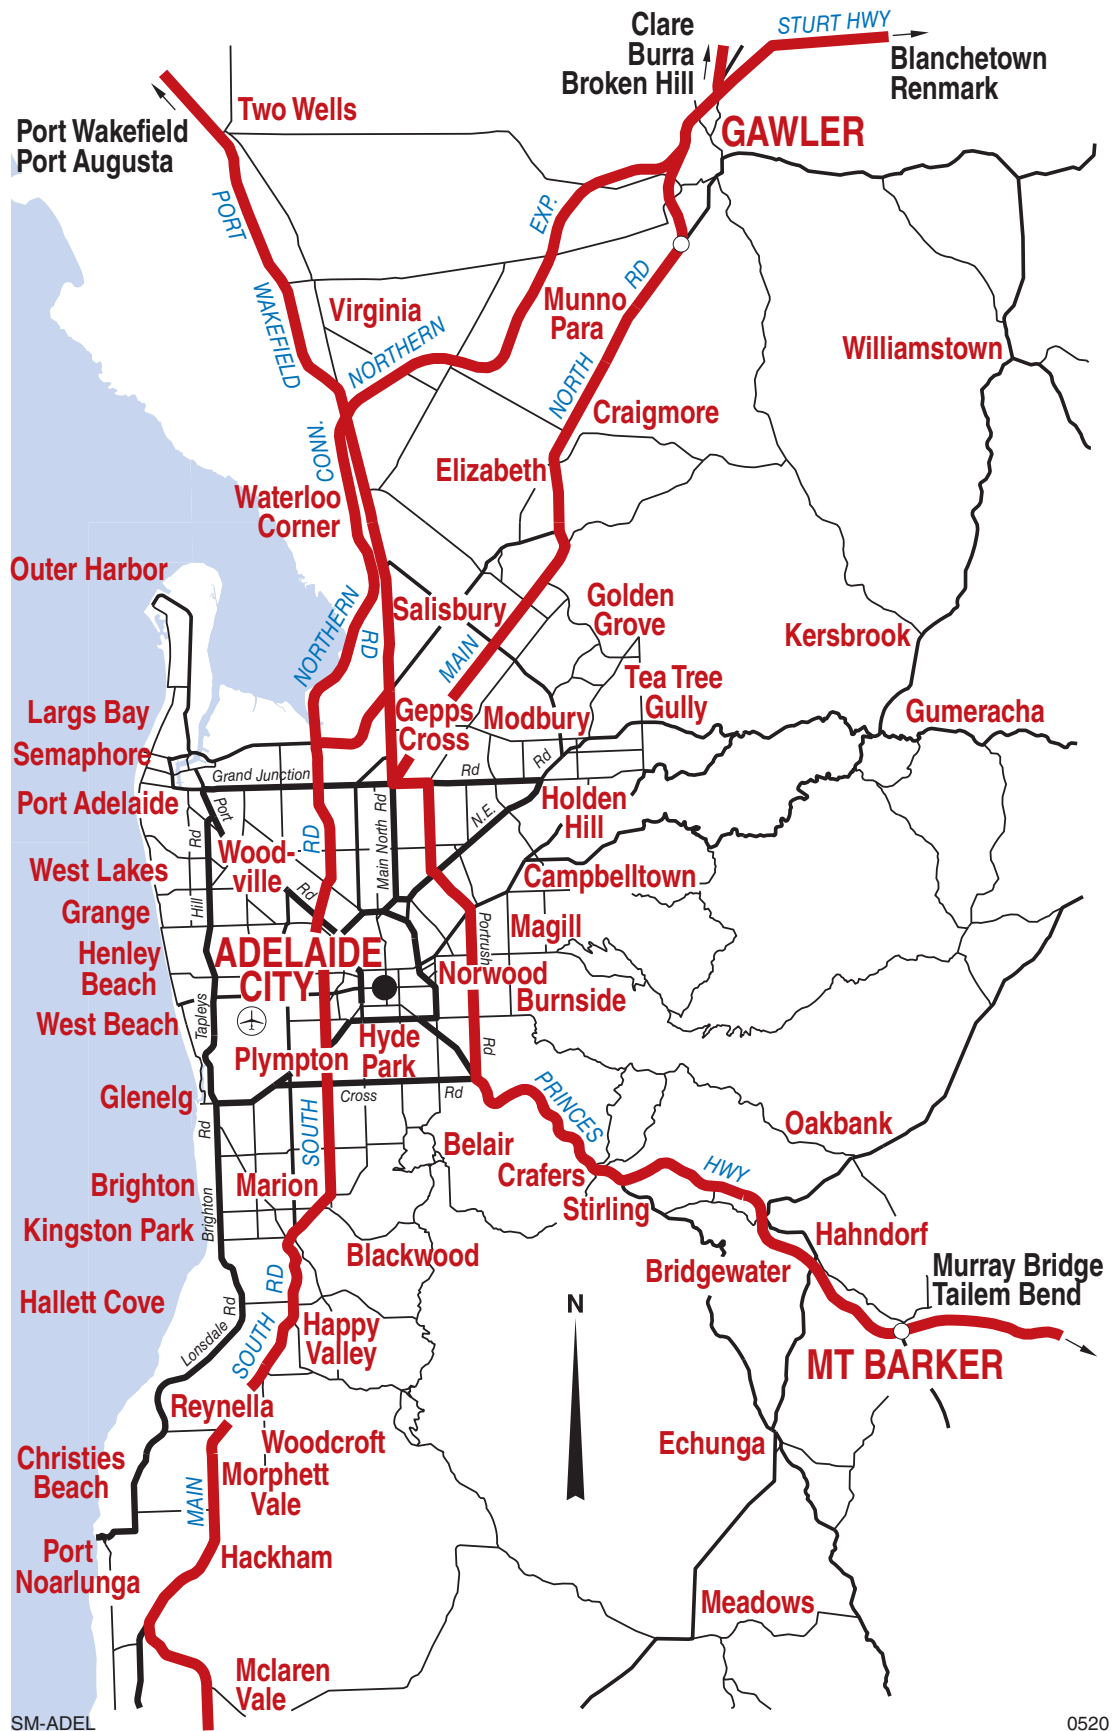 Clare
Burra
Broken Hill
STURT HWY
Blanchetown
Renmark
Two Wells
Port Wakefield
Port Augusta
GAWLER
PORT
WAKEFIELD
RD
EXP.
NORTHERN
Virginia
Munno
Para
RD
NORTH
MAIN
Williamstown
Craigmore
Elizabeth
CONN.
NORTHERN
Waterloo
Corner
Outer Harbor
Salisbury
Golden
Grove
Kersbrook
Tea Tree
Gully
Largs Bay
Gepps
Cross
Modbury
Gumeracha
Semaphore
Grand Junction
Rd
Rd
Port Adelaide
Port
Rd
Main North Rd
N.E.
Holden
Hill
Rd
Hill
RD
Wood-
ville
West Lakes
Campbelltown
Grange
Magill
Portrush
Rd
Henley
Beach
ADELAIDE
CITY
Norwood
Burnside
West Beach
Tapleys
Hyde
Park
Plympton
Glenelg
Cross
Rd
PRINCES
HWY
Rd
Brighton
SOUTH
Oakbank
Belair
Crafers
Brighton
Marion
Stirling
Kingston Park
Hahndorf
Blackwood
Bridgewater
Murray Bridge
Tailem Bend
Hallett Cove
RD
SOUTH
Lonsdale Rd
Happy
Valley
N
MT BARKER
Reynella
Woodcroft
Echunga
Christies
Beach
Morphett
Vale
MAIN
Port
Noarlunga
Hackham
Meadows
Mclaren
Vale
SM-ADEL
0520